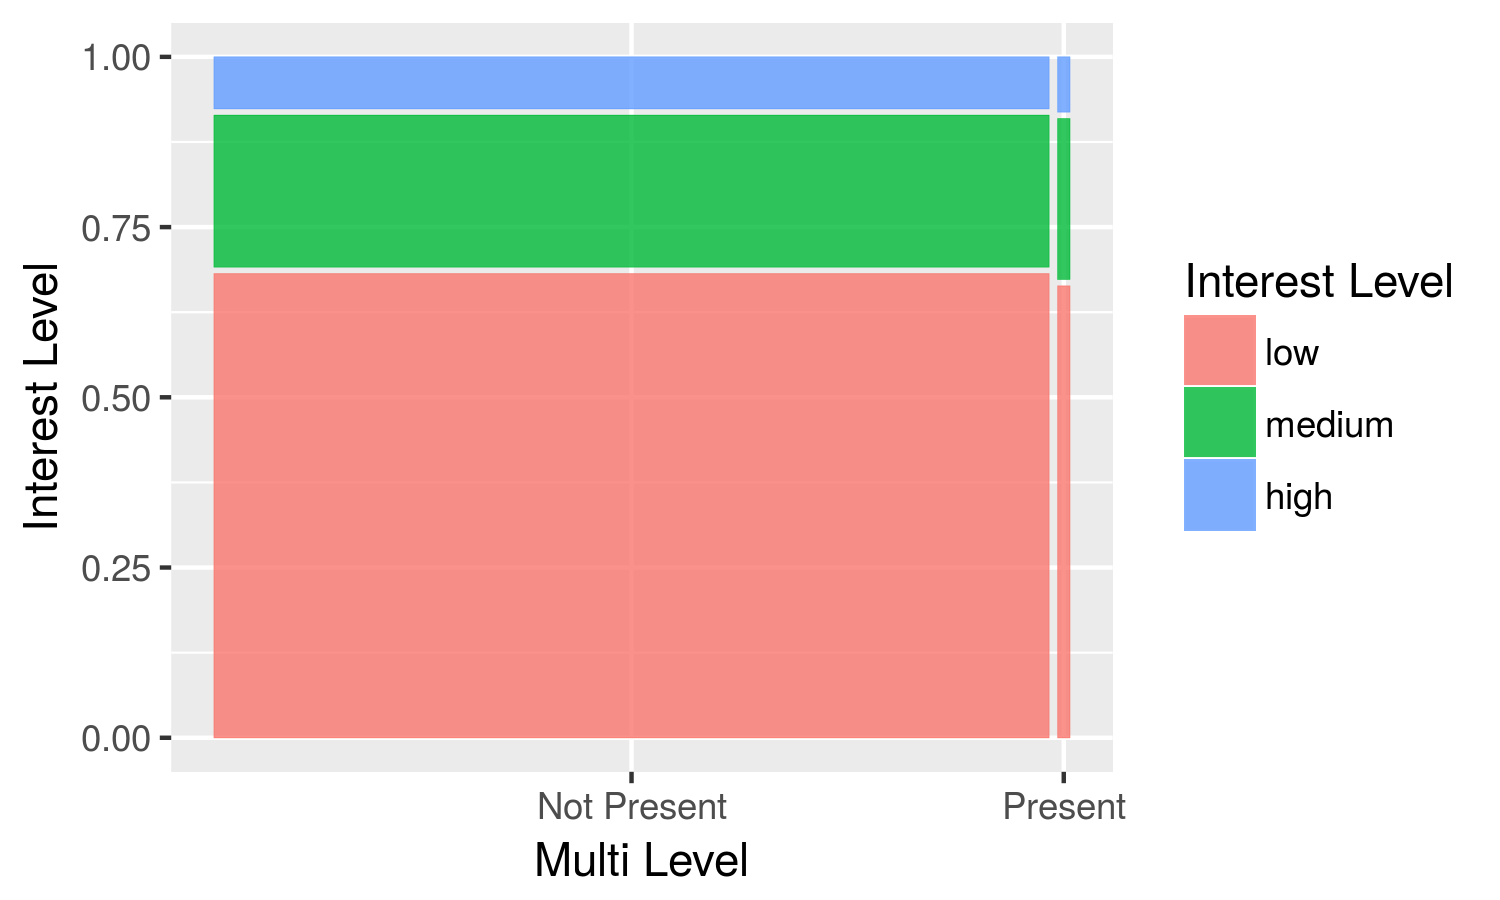 1.00
0.75
0.50
0.25
0.00
Interest Level
Not Present
Present
Multi Level
Interest Level
low
medium
high